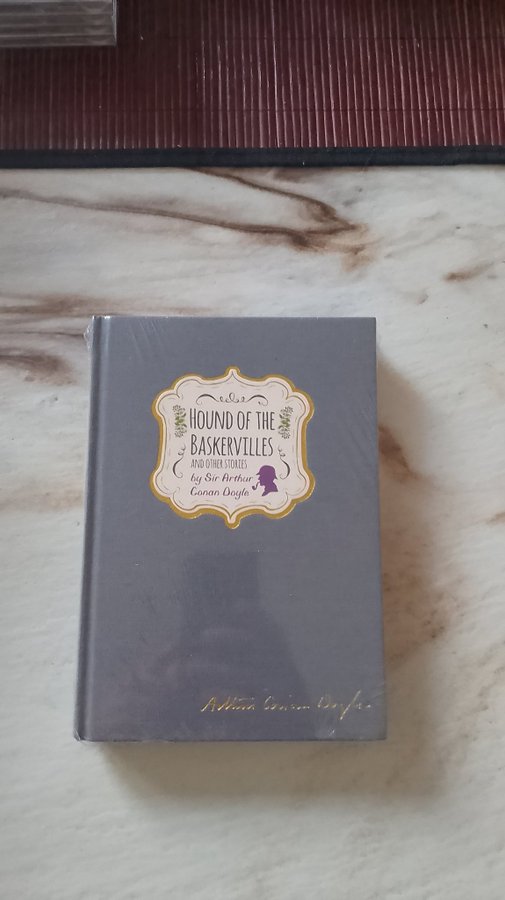 HOUND OF THE
BASKERVILLES
AND OTHER STORIES
by Sir Arthur
Conan Doyle
Arthur Conan Doyle